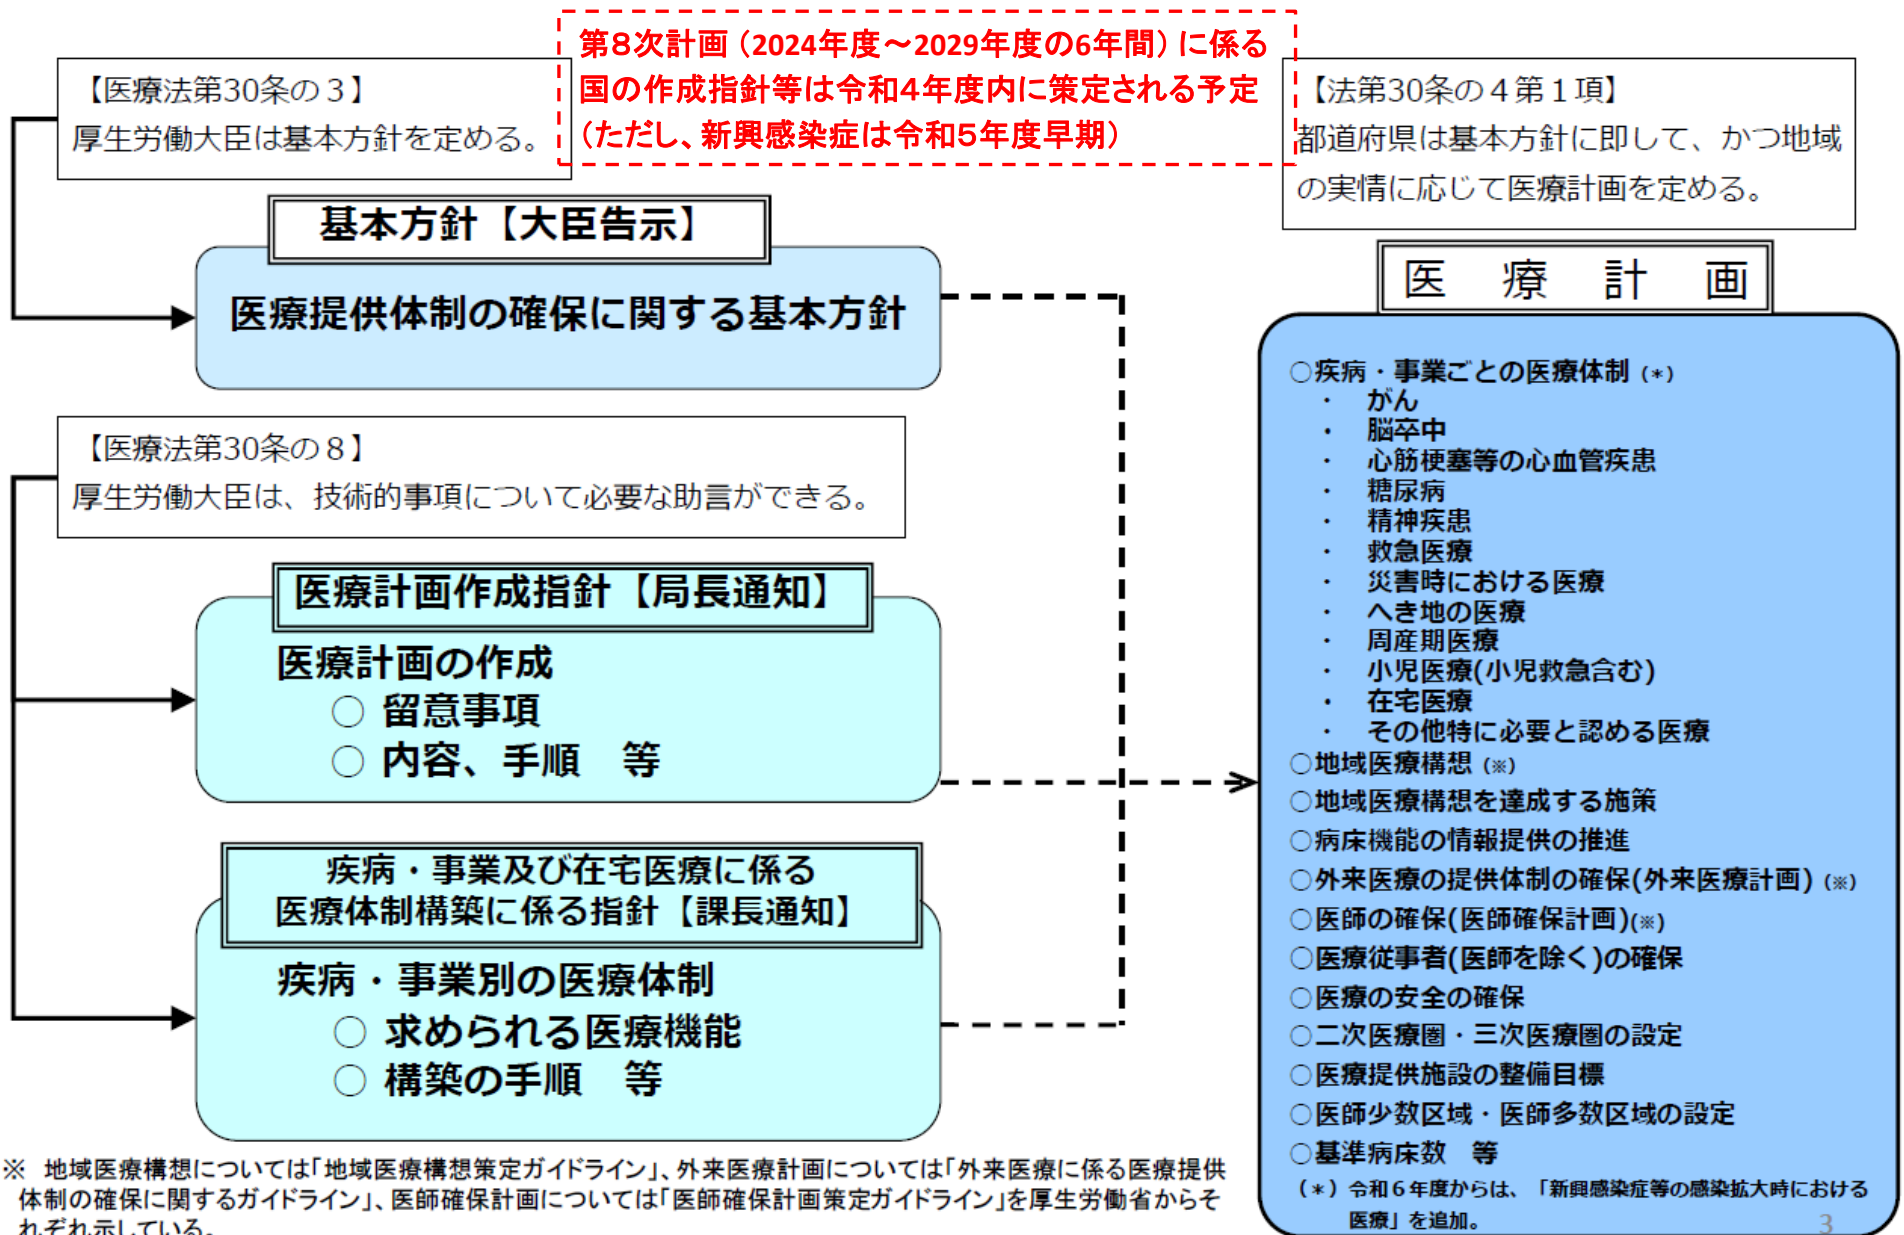 第８次計画（2024年度～2029年度の6年間）に係る
国の作成指針等は令和４年度内に策定される予定
（ただし、新興感染症は令和５年度早期）
【医療法第30条の３】
厚生労働大臣は基本方針を定める。
基本方針【大臣告示】
医療提供体制の確保に関する基本方針
【医療法第30条の８】
厚生労働大臣は、技術的事項について必要な助言ができる。
医療計画作成指針【局長通知】
医療計画の作成
○ 留意事項
○ 内容、手順　等
疾病・事業及び在宅医療に係る
医療体制構築に係る指針【課長通知】
疾病・事業別の医療体制
○ 求められる医療機能
○ 構築の手順　等
【法第30条の４第１項】
都道府県は基本方針に即して、かつ地域
の実情に応じて医療計画を定める。
医　療　計　画
○疾病・事業ごとの医療体制（＊）
・　がん
・　脳卒中
・　心筋梗塞等の心血管疾患
・　糖尿病
・　精神疾患
・　救急医療
・　災害時における医療
・　へき地の医療
・　周産期医療
・　小児医療(小児救急含む)
・　在宅医療
・　その他特に必要と認める医療
○地域医療構想（※）
○地域医療構想を達成する施策
○病床機能の情報提供の推進
○外来医療の提供体制の確保(外来医療計画)（※）
○医師の確保(医師確保計画)(※)
○医療従事者(医師を除く)の確保
○医療の安全の確保
○二次医療圏・三次医療圏の設定
○医療提供施設の整備目標
○医師少数区域・医師多数区域の設定
○基準病床数　等
（＊）令和６年度からは、「新興感染症等の感染拡大時における
医療」を追加。
※　地域医療構想については「地域医療構想策定ガイドライン」、外来医療計画については「外来医療に係る医療提供
体制の確保に関するガイドライン」、医師確保計画については「医師確保計画策定ガイドライン」を厚生労働省からそ
れぞれ示している。
3